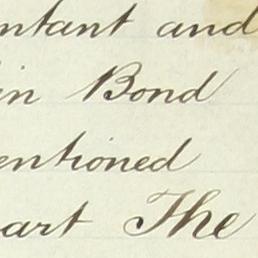 ntant and
in Bond
entioned
art The